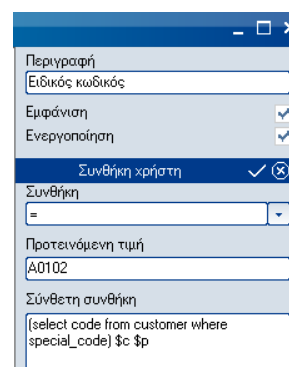 Περιγραφή
Ειδικός κωδικός
Εμφάνιση
Ενεργοποίηση
Συνθήκη χρήστη
Συνθήκη
=
Προτεινόμενη τιμή
A0102
Σύνθετη συνθήκη
(select code from customer where
special_code) $c $p